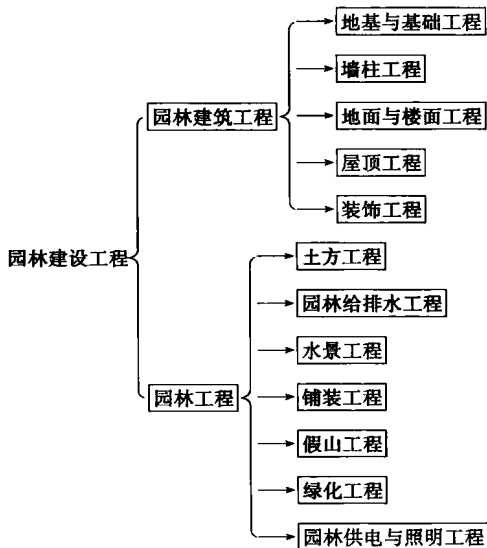 园林建设工程
园林建筑工程
地基与基础工程
墙柱工程
地面与楼面工程
屋顶工程
装饰工程
园林工程
土方工程
园林给排水工程
水景工程
铺装工程
假山工程
绿化工程
园林供电与照明工程